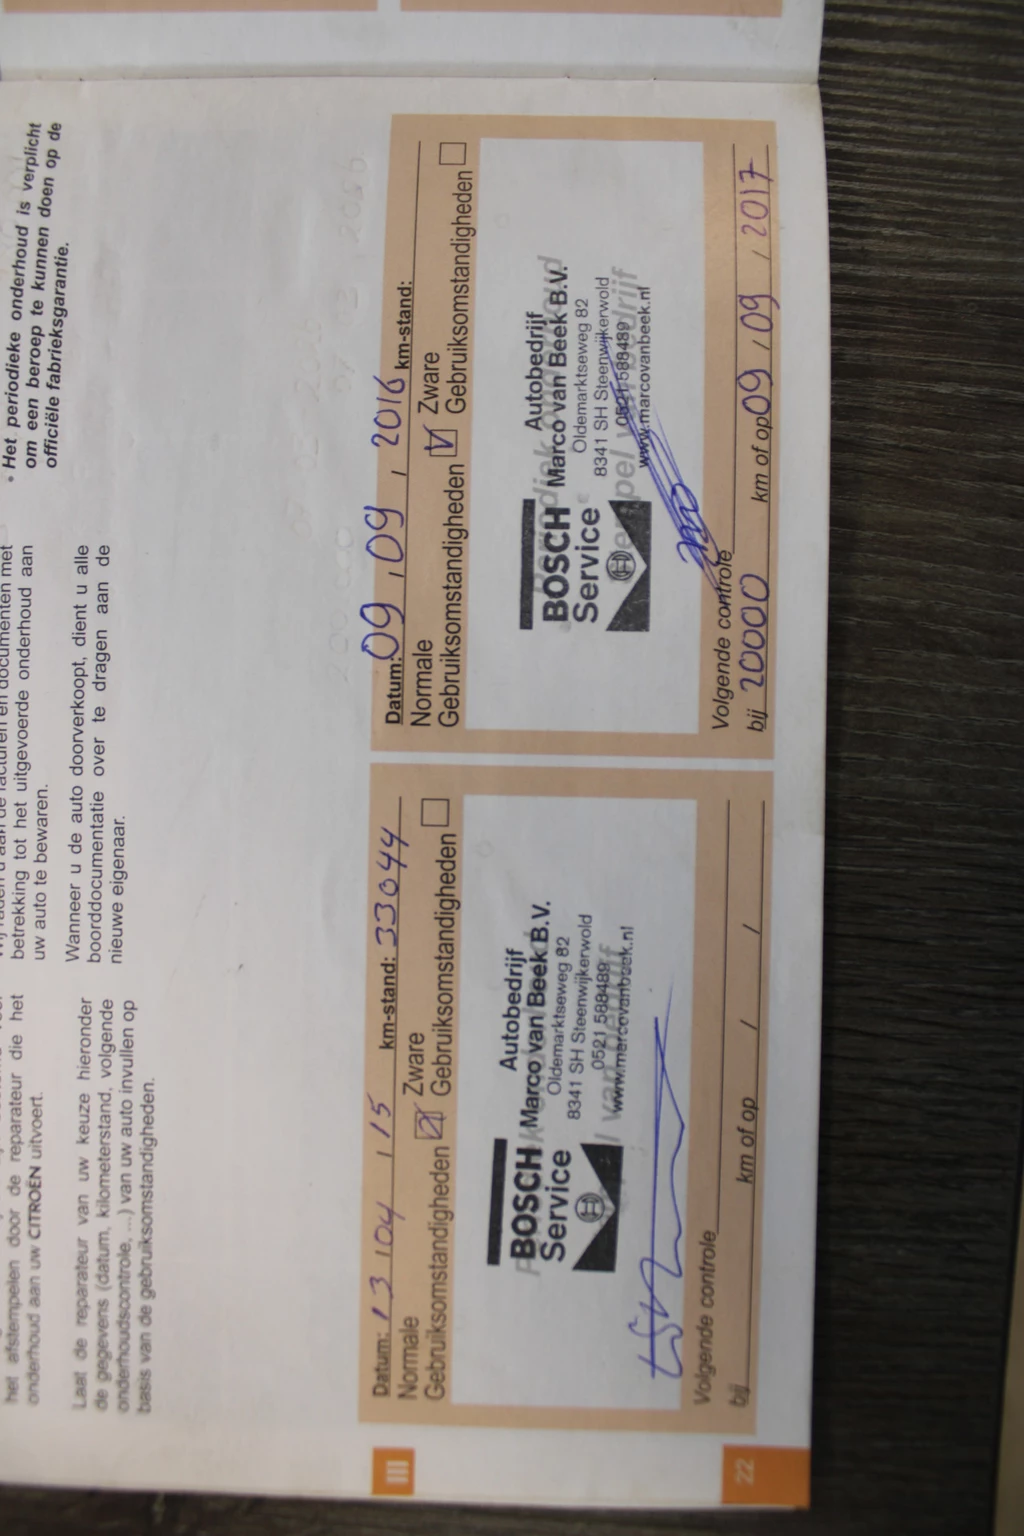 het afstempelen door de reparateur die het
onderhoud aan uw CITROËN uitvoert.
Laat de reparateur van uw keuze hieronder
de gegevens (datum, kilometerstand, volgende
onderhoudscontrole, ...) van uw auto invullen op
basis van de gebruiksomstandigheden.
betrekking tot het uitgevoerde onderhoud aan
uw auto te bewaren.
Wanneer u de auto doorverkoopt, dient u alle
boorddocumentatie over te dragen aan de
nieuwe eigenaar.
* Het periodieke onderhoud is verplicht
om een beroep te kunnen doen op de
officiële fabrieksgarantie.
III
Datum: 13 / 04 / 15 km-stand: 33044
Normale Zware
Gebruiksomstandigheden Gebruiksomstandigheden
BOSCH
Service
Autobedrijf
Marco van Beek B.V.
Oldemarktseweg 82
8341 SH Steenwijkerwold
0521 588489
www.marcovanbeek.nl
Volgende controle
bij km of op / /
Datum: 09 / 09 / 2016 km-stand:
Normale Zware
Gebruiksomstandigheden Gebruiksomstandigheden
BOSCH
Service
Autobedrijf
Marco van Beek B.V.
Oldemarktseweg 82
8341 SH Steenwijkerwold
0521 588489
www.marcovanbeek.nl
Volgende controle
bij 20000 km of op 09 / 09 / 2017
22